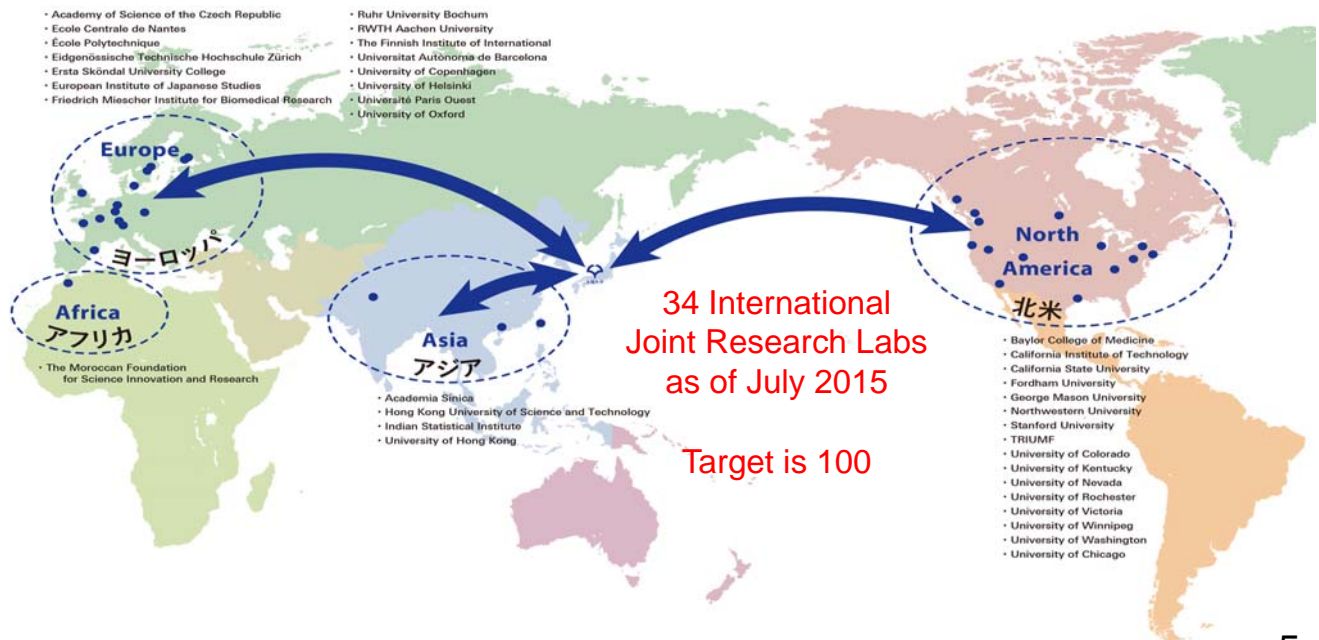 · Academy of Science of the Czech Republic
· Ecole Centrale de Nantes
· École Polytechnique
· Eidgenössische Technische Hochschule Zürich
· Ersta Sköndal University College
· European Institute of Japanese Studies
· Friedrich Miescher Institute for Biomedical Research
· Ruhr University Bochum
· RWTH Aachen University
· The Finnish Institute of International
· Universitat Autònoma de Barcelona
· University of Copenhagen
· University of Helsinki
· Université Paris Ouest
· University of Oxford
Europe
ヨーロッパ
Africa
アフリカ
· The Moroccan Foundation
for Science Innovation and Research
Asia
アジア
· Academia Sinica
· Hong Kong University of Science and Technology
· Indian Statistical Institute
· University of Hong Kong
34 International
Joint Research Labs
as of July 2015
Target is 100
North
America
北米
· Baylor College of Medicine
· California Institute of Technology
· California State University
· Fordham University
· George Mason University
· Northwestern University
· Stanford University
· TRIUMF
· University of Colorado
· University of Kentucky
· University of Nevada
· University of Rochester
· University of Victoria
· University of Winnipeg
· University of Washington
· University of Chicago